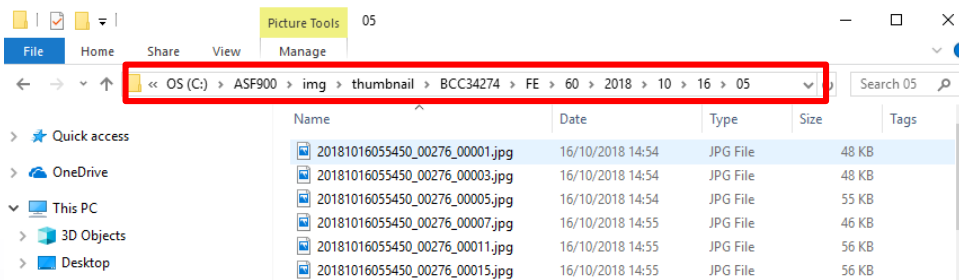 Picture Tools 05
File Home Share View Manage
« OS (C:) > ASF900 > img > thumbnail > BCC34274 > FE > 60 > 2018 > 10 > 16 > 05 Search 05
Name Date Type Size Tags
Quick access
OneDrive
This PC
3D Objects
Desktop
20181016055450_00276_00001.jpg 16/10/2018 14:54 JPG File 48 KB
20181016055450_00276_00003.jpg 16/10/2018 14:54 JPG File 48 KB
20181016055450_00276_00005.jpg 16/10/2018 14:54 JPG File 55 KB
20181016055450_00276_00007.jpg 16/10/2018 14:55 JPG File 46 KB
20181016055450_00276_00011.jpg 16/10/2018 14:55 JPG File 56 KB
20181016055450_00276_00015.jpg 16/10/2018 14:55 JPG File 56 KB